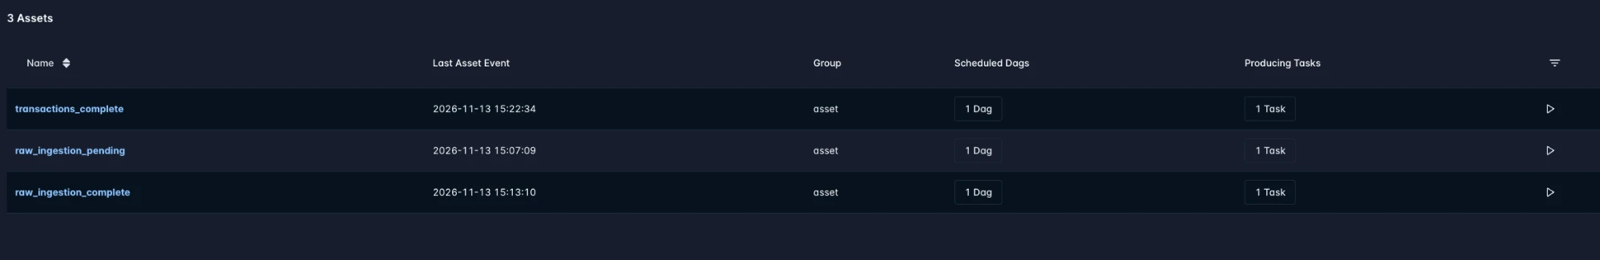 3 Assets
Name Last Asset Event Group Scheduled Dags Producing Tasks
transactions_complete 2026-11-13 15:22:34 asset 1 Dag 1 Task
raw_ingestion_pending 2026-11-13 15:07:09 asset 1 Dag 1 Task
raw_ingestion_complete 2026-11-13 15:13:10 asset 1 Dag 1 Task